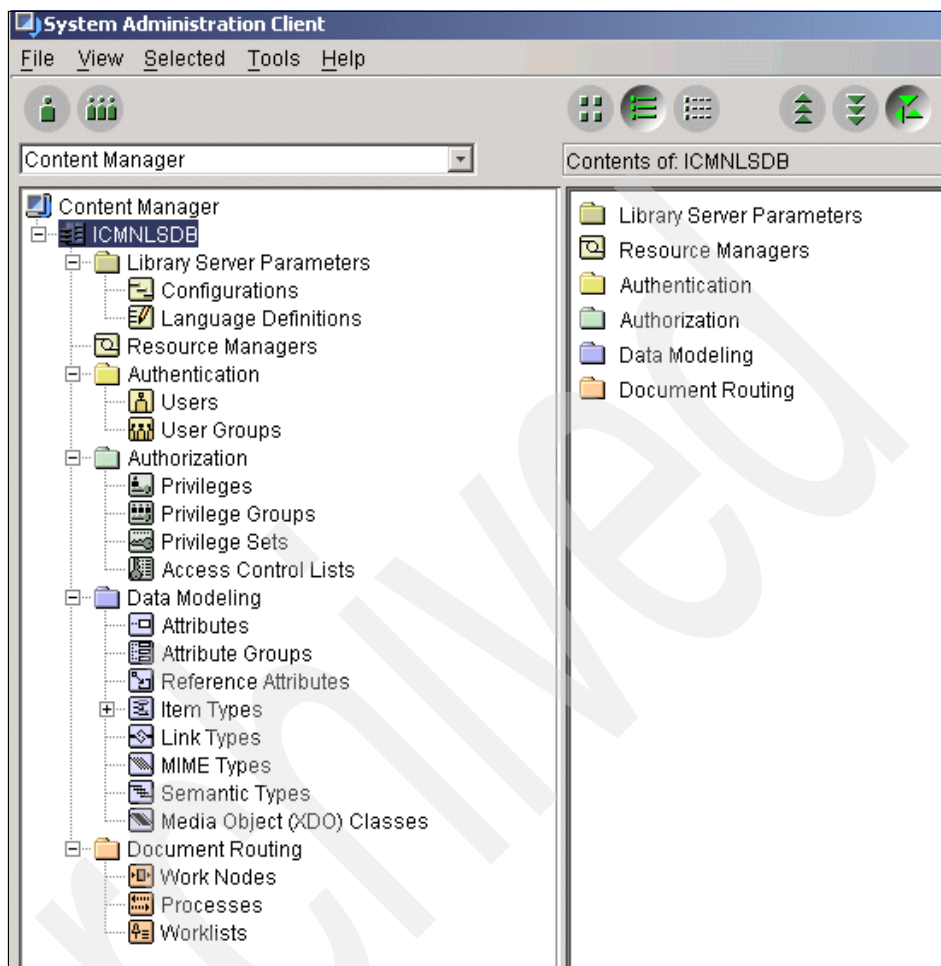 System Administration Client
File View Selected Tools Help
Content Manager
Contents of: ICMNLSDB
Content Manager
ICMNLSDB
Library Server Parameters
Configurations
Language Definitions
Resource Managers
Authentication
Users
User Groups
Authorization
Privileges
Privilege Groups
Privilege Sets
Access Control Lists
Data Modeling
Attributes
Attribute Groups
Reference Attributes
Item Types
Link Types
MIME Types
Semantic Types
Media Object (XDO) Classes
Document Routing
Work Nodes
Processes
Worklists
Library Server Parameters
Resource Managers
Authentication
Authorization
Data Modeling
Document Routing
chived